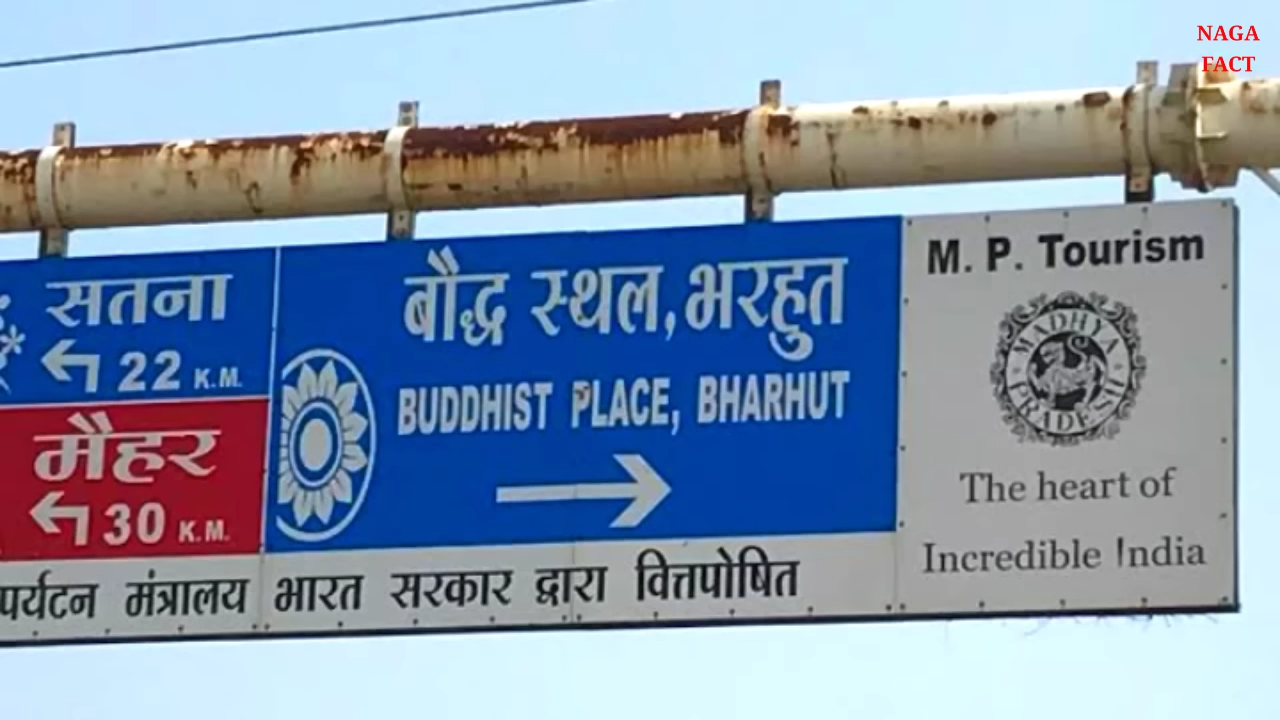 NAGA
FACT
सतना
22 K.M.
मैहर
30 K.M.
बौद्ध स्थल, भरहुत
BUDDHIST PLACE, BHARHUT
M. P. Tourism
MADHYA PRADESH
The heart of
Incredible !ndia
पर्यटन मंत्रालय भारत सरकार द्वारा वित्तपोषित